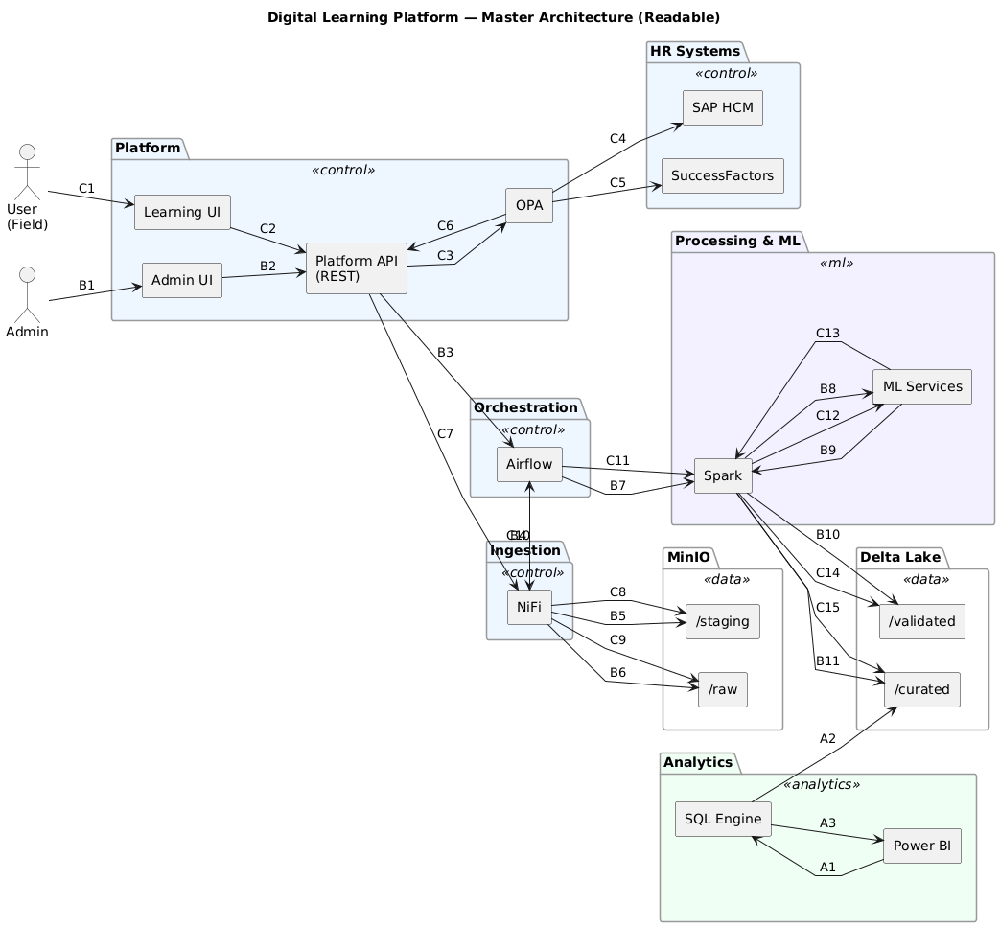 Digital Learning Platform — Master Architecture (Readable)
HR Systems
«control»
SAP HCM
SuccessFactors
C4
C5
Platform
«control»
User
(Field)
C1
Learning UI
C2
OPA
C6
C3
Platform API
(REST)
Admin
B1
Admin UI
B2
Processing & ML
«ml»
C13
B8
ML Services
C12
B9
Spark
B3
C7
Orchestration
«control»
Airflow
C11
B7
Ingestion
«control»
NiFi
C8
B5
C9
B6
MinIO
«data»
/staging
/raw
Delta Lake
«data»
/validated
/curated
B10
C14
C15
B11
A2
Analytics
«analytics»
SQL Engine
A3
Power BI
A1